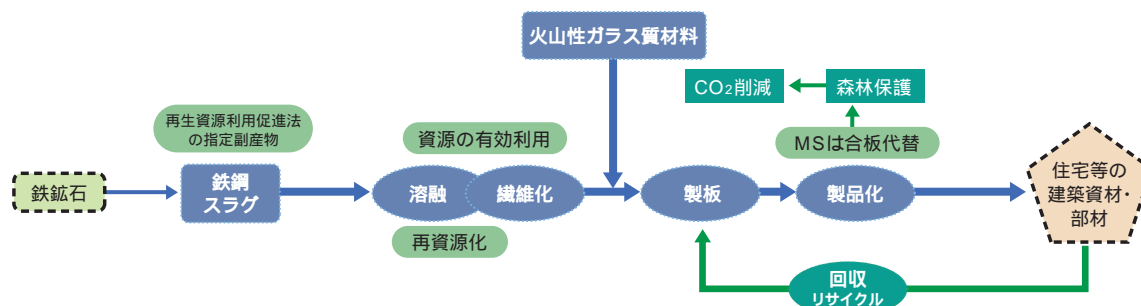 火山性ガラス質材料
CO2削減
森林保護
再生資源利用促進法
の指定副産物
資源の有効利用
MSは合板代替
鉄鉱石
鉄鋼
スラグ
溶融
繊維化
製板
製品化
住宅等の
建築資材・
部材
再資源化
回収
リサイクル